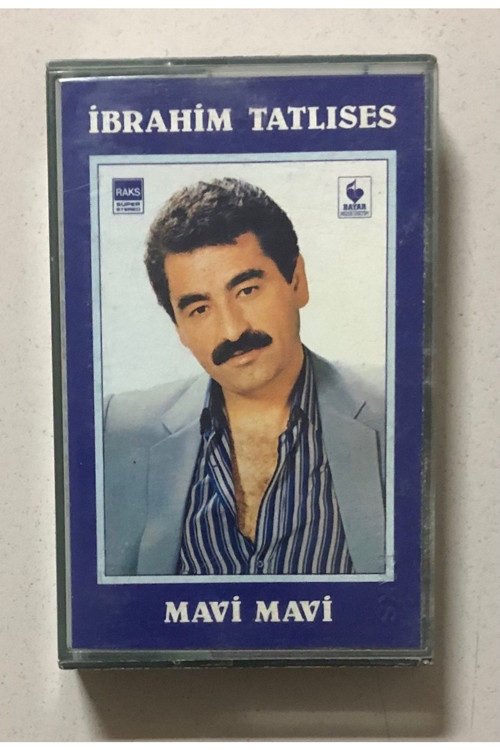 İBRAHİM TATLISES
RAKS
SUPER
STEREO
BAYAR
MAVİ MAVİ